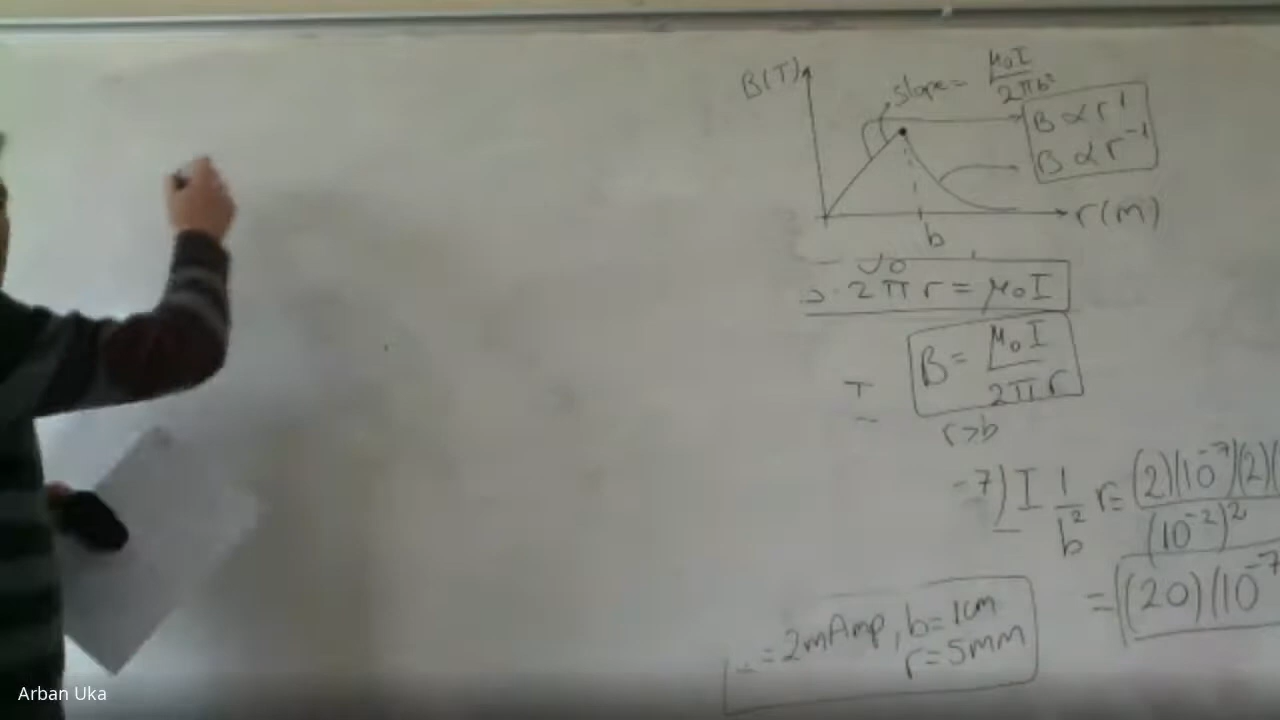 B(T)
slope = μ₀I / 2πb²
B ∝ r¹
B ∝ r⁻¹
r(m)
b
2πr = μ₀I
B = μ₀I / 2πr
r>b
-7) I 1/b² r = (2)(10⁻⁷)(2)( / (10⁻²)²
= (20)(10⁻⁷
= 2mAmp, b=1cm
r=5mm
Arban Uka